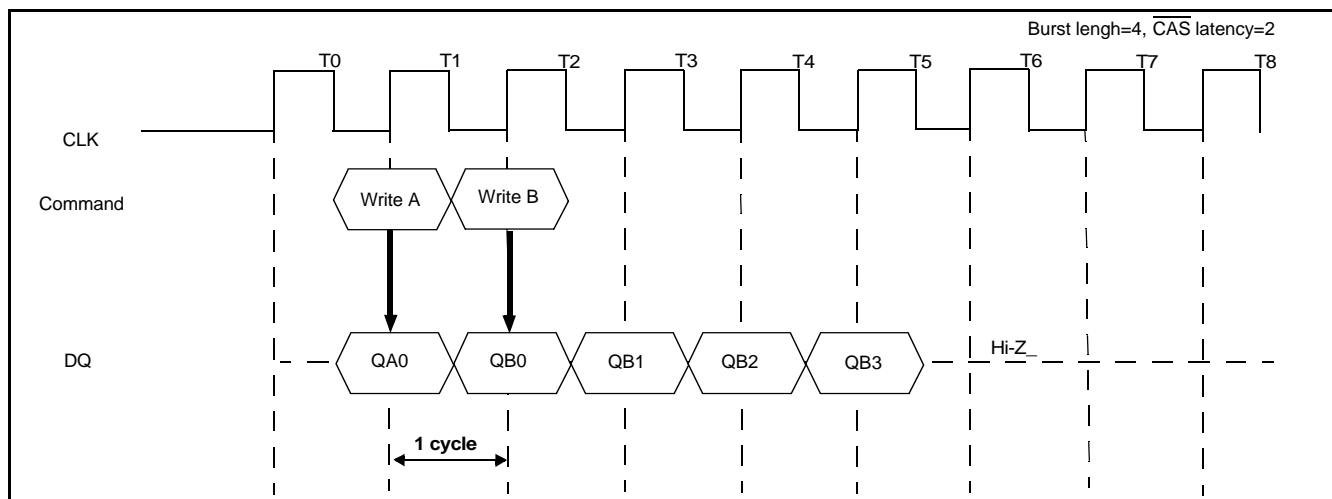 Burst lengh=4, CAS latency=2
T0 T1 T2 T3 T4 T5 T6 T7 T8
CLK
Command
Write A Write B
DQ
QA0 QB0 QB1 QB2 QB3 Hi-Z
1 cycle